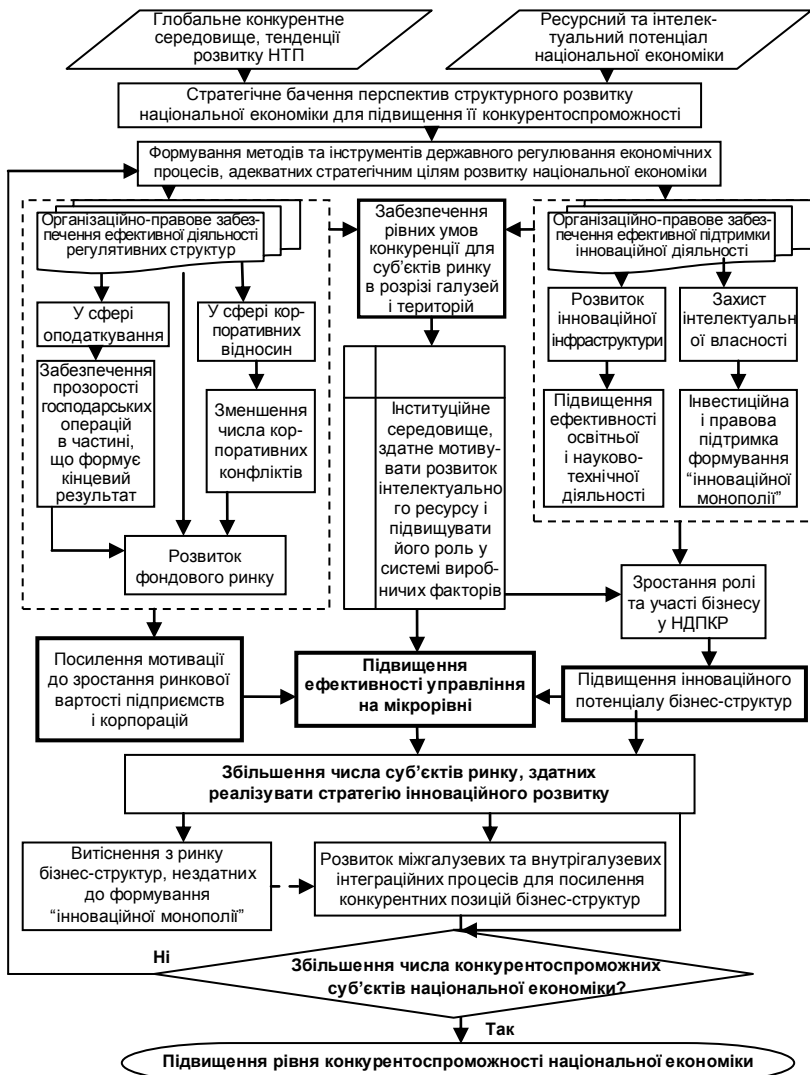 Глобальне конкурентне
середовище, тенденції
розвитку НТП
Ресурсний та інтелек-
туальний потенціал
національної економіки
Стратегічне бачення перспектив структурного розвитку
національної економіки для підвищення її конкурентоспроможності
Формування методів та інструментів державного регулювання економічних
процесів, адекватних стратегічним цілям розвитку національної економіки
Організаційно-правове забез-
печення ефективної діяльності
регулятивних структур
Забезпечення
рівних умов
конкуренції для
суб’єктів ринку
в розрізі галузей
і територій
Організаційно-правове забез-
печення ефективної підтримки
інноваційної діяльності
У сфері
оподаткування
У сфері кор-
поративних
відносин
Розвиток
інноваційної
інфраструктури
Захист
інтелектуальн
ої власності
Забезпечення
прозорості
господарських
операцій
в частині,
що формує
кінцевий
результат
Зменшення
числа кор-
поративних
конфліктів
Інституційне
середовище,
здатне мотиву-
вати розвиток
інтелектуально
го ресурсу і
підвищувати
його роль у
системі вироб-
ничих факторів
Підвищення
ефективності
освітньої
і науково-
технічної
діяльності
Інвестиційна
і правова
підтримка
формування
“інноваційної
монополії”
Розвиток
фондового ринку
Зростання ролі
та участі бізнесу
у НДПКР
Посилення мотивації
до зростання ринкової
вартості підприємств
і корпорацій
Підвищення
ефективності управління
на мікрорівні
Підвищення інноваційного
потенціалу бізнес-структур
Збільшення числа суб’єктів ринку, здатних
реалізувати стратегію інноваційного розвитку
Витіснення з ринку
бізнес-структур, нездатних
до формування
“інноваційної монополії”
Розвиток міжгалузевих та внутрігалузевих
інтеграційних процесів для посилення
конкурентних позицій бізнес-структур
Ні
Збільшення числа конкурентоспроможних
суб’єктів національної економіки?
Так
Підвищення рівня конкурентоспроможності національної економіки